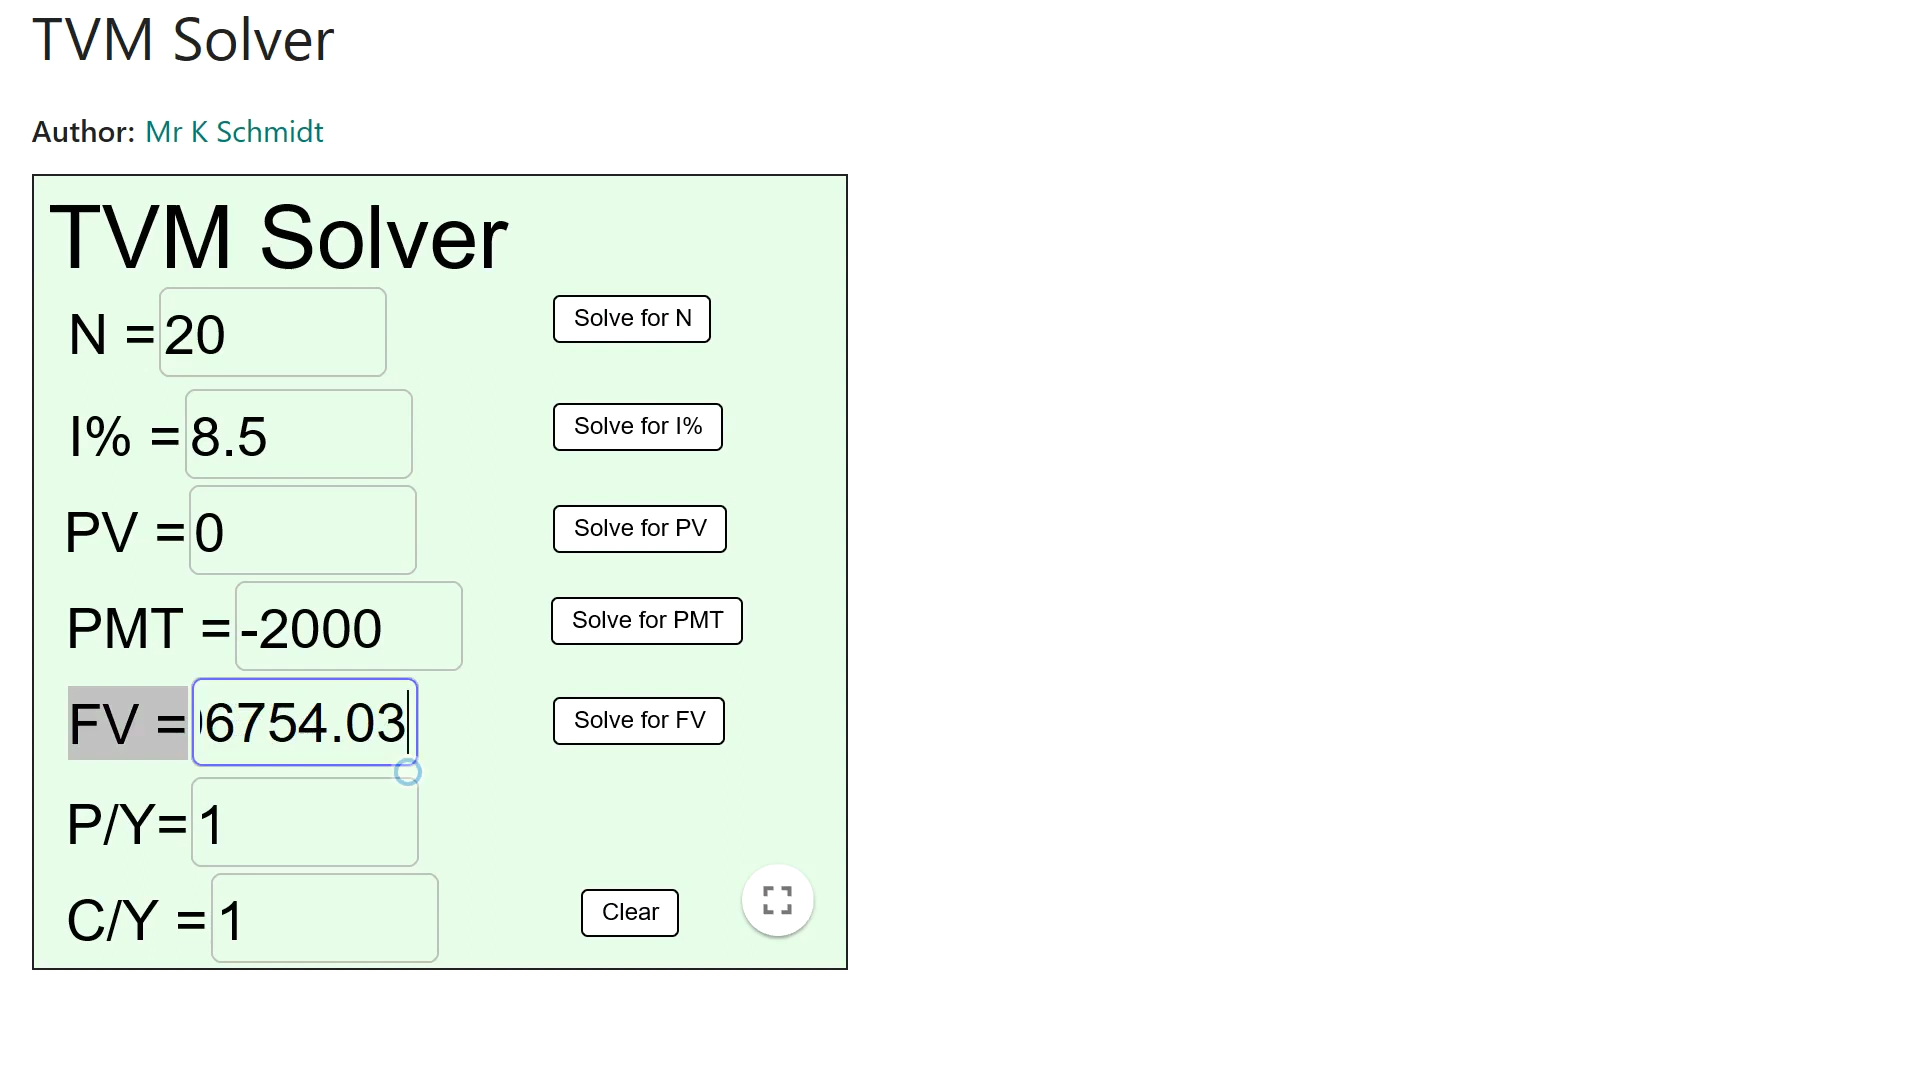 TVM Solver
Author: Mr K Schmidt
TVM Solver
N = 20 Solve for N
I% = 8.5 Solve for I%
PV = 0 Solve for PV
PMT = -2000 Solve for PMT
FV = 6754.03 Solve for FV
P/Y= 1
C/Y = 1 Clear